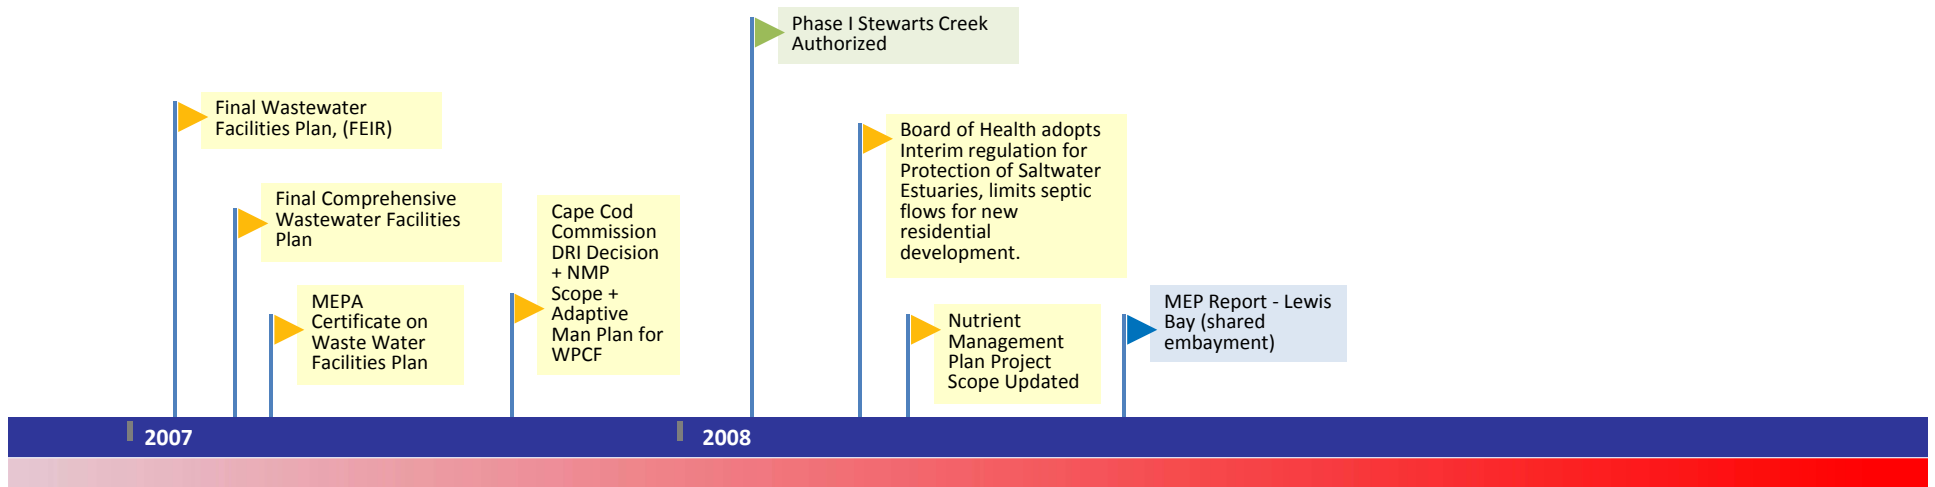 Phase I Stewarts Creek
Authorized
Final Wastewater
Facilities Plan, (FEIR)
Board of Health adopts
Interim regulation for
Protection of Saltwater
Estuaries, limits septic
flows for new
residential
development.
Final Comprehensive
Wastewater Facilities
Plan
Cape Cod
Commission
DRI Decision
+ NMP
Scope +
Adaptive
Man Plan for
WPCF
MEPA
Certificate on
Waste Water
Facilities Plan
Nutrient
Management
Plan Project
Scope Updated
MEP Report - Lewis
Bay (shared
embayment)
2007
2008